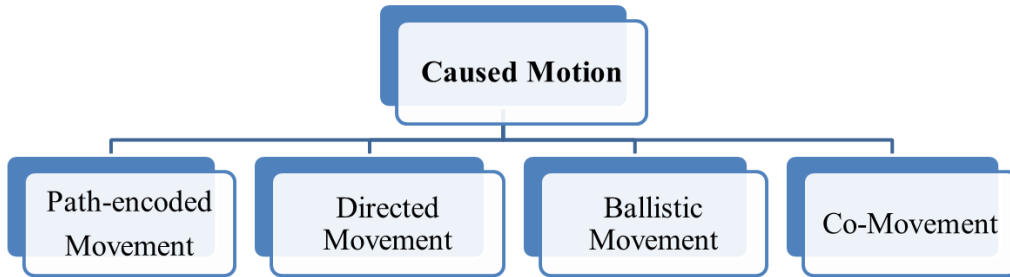 Caused Motion
Path-encoded
Movement
Directed
Movement
Ballistic
Movement
Co-Movement